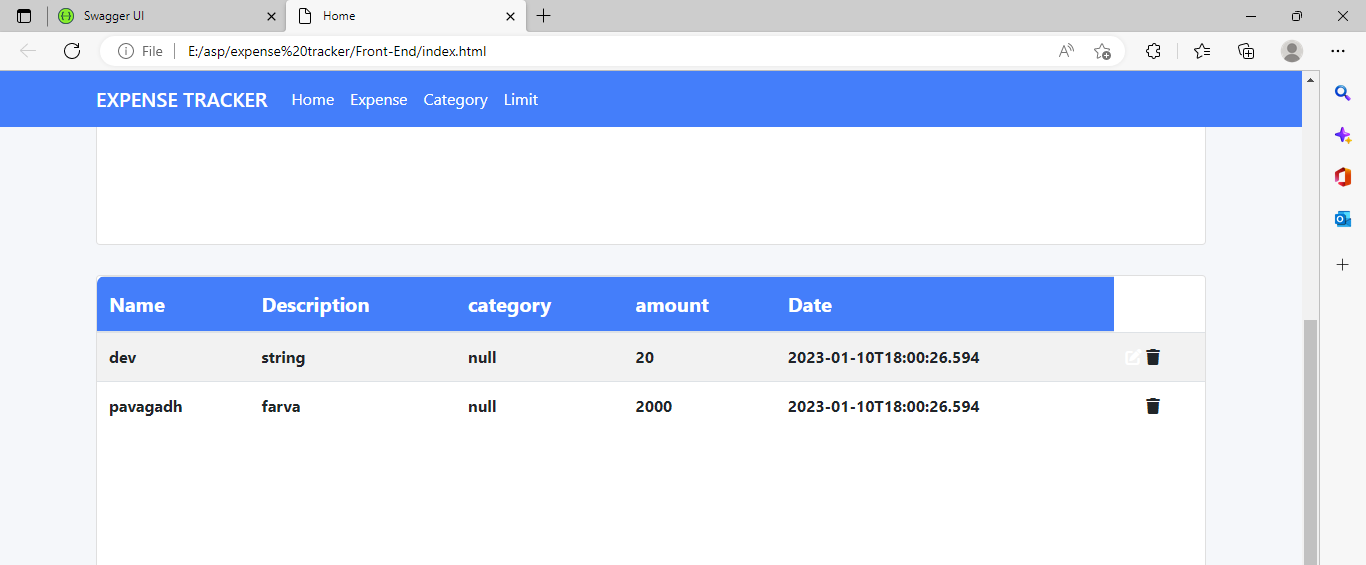 Swagger UI
Home
File
E:/asp/expense%20tracker/Front-End/index.html
EXPENSE TRACKER Home Expense Category Limit
Name Description category amount Date
dev string null 20 2023-01-10T18:00:26.594
pavagadh farva null 2000 2023-01-10T18:00:26.594